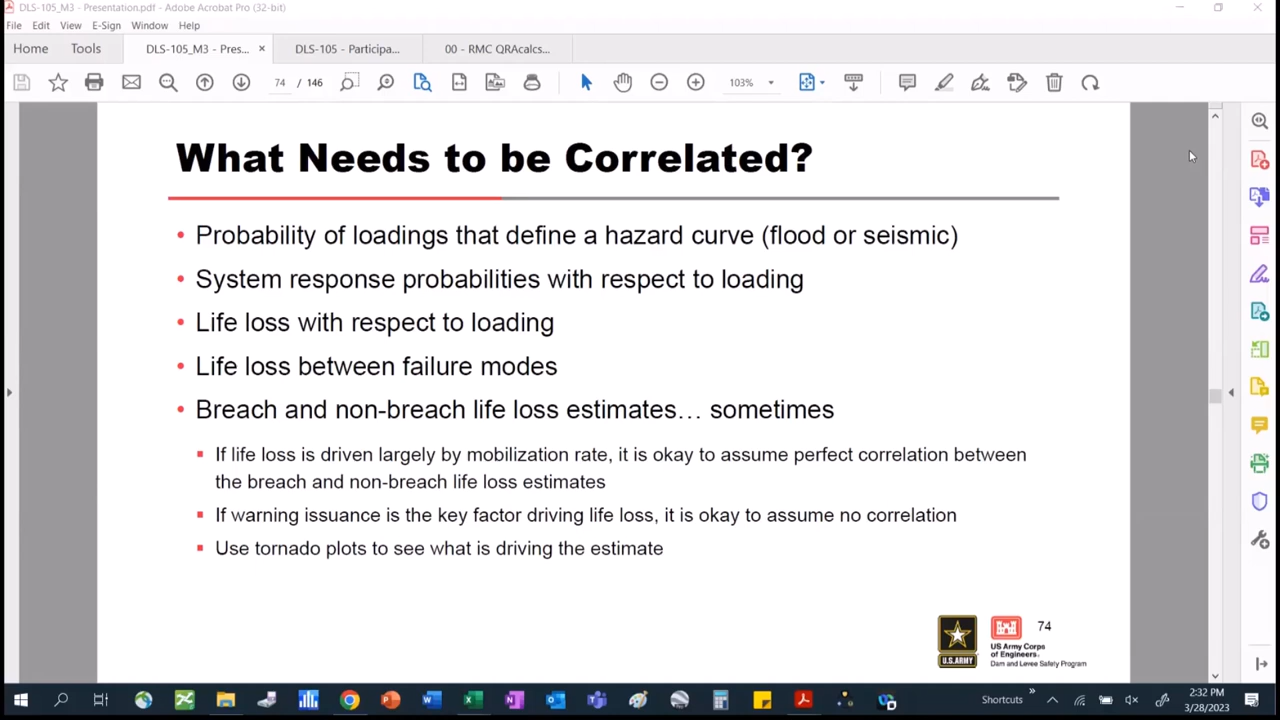 DLS-105_M3 - Presentation.pdf - Adobe Acrobat Pro (32-bit)
File Edit View E-Sign Window Help
Home Tools DLS-105_M3 - Pres... × DLS-105 - Participa... 00 - RMC QRAcalcs...
74 / 146 103%
What Needs to be Correlated?
• Probability of loadings that define a hazard curve (flood or seismic)
• System response probabilities with respect to loading
• Life loss with respect to loading
• Life loss between failure modes
• Breach and non-breach life loss estimates… sometimes
▪ If life loss is driven largely by mobilization rate, it is okay to assume perfect correlation between
the breach and non-breach life loss estimates
▪ If warning issuance is the key factor driving life loss, it is okay to assume no correlation
▪ Use tornado plots to see what is driving the estimate
74
U.S.ARMY
US Army Corps
of Engineers®
Dam and Levee Safety Program
Shortcuts
2:32 PM
3/28/2023